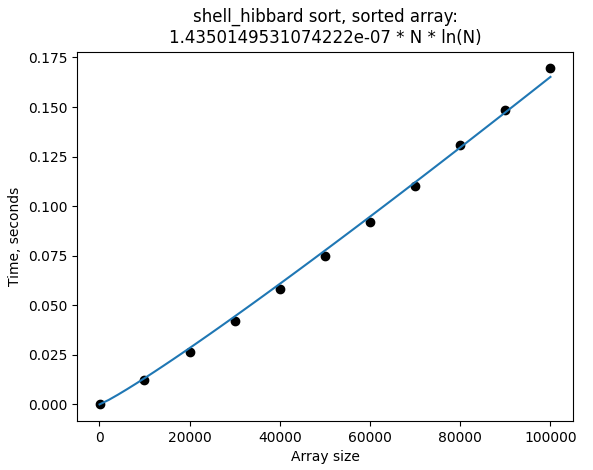 shell_hibbard sort, sorted array:
1.4350149531074222e-07 * N * ln(N)
0.175
0.150
0.125
0.100
0.075
0.050
0.025
0.000
Time, seconds
0 20000 40000 60000 80000 100000
Array size